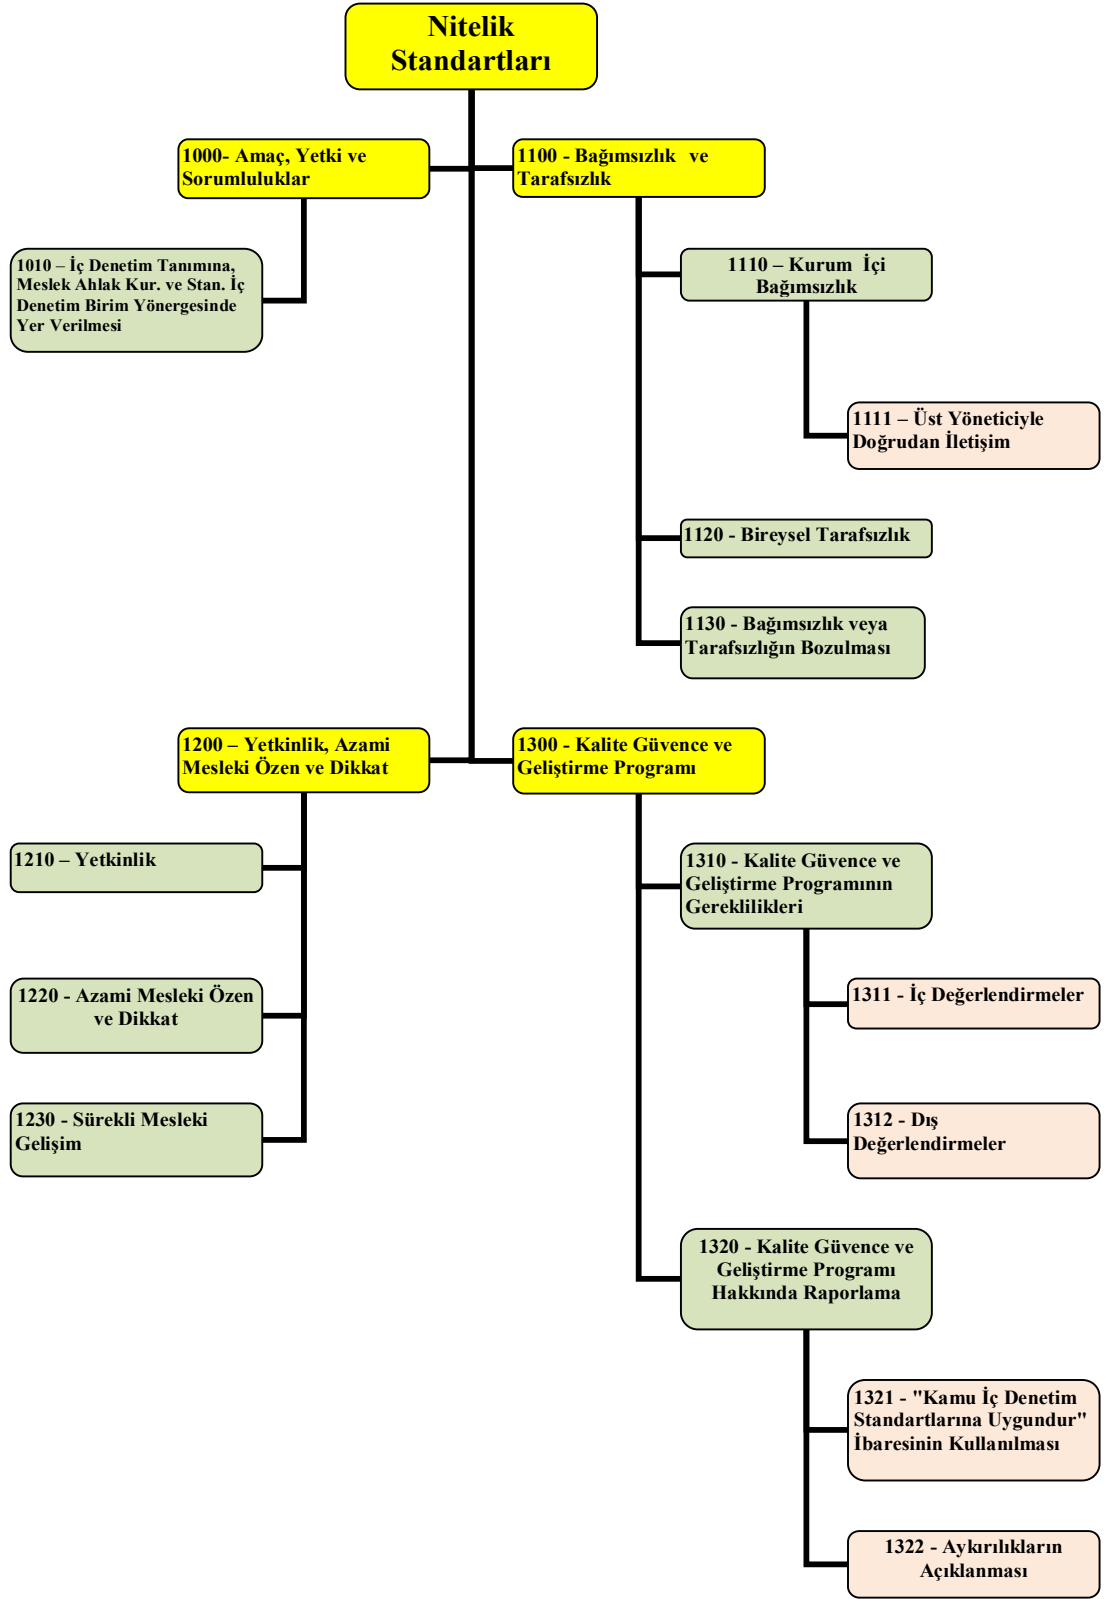 Nitelik
Standartları
1000- Amaç, Yetki ve
Sorumluluklar
1010 – İç Denetim Tanımına,
Meslek Ahlak Kur. ve Stan. İç
Denetim Birim Yönergesinde
Yer Verilmesi
1100 - Bağımsızlık ve
Tarafsızlık
1110 – Kurum İçi
Bağımsızlık
1111 – Üst Yöneticiyle
Doğrudan İletişim
1120 - Bireysel Tarafsızlık
1130 - Bağımsızlık veya
Tarafsızlığın Bozulması
1200 – Yetkinlik, Azami
Mesleki Özen ve Dikkat
1210 – Yetkinlik
1220 - Azami Mesleki Özen
ve Dikkat
1230 - Sürekli Mesleki
Gelişim
1300 - Kalite Güvence ve
Geliştirme Programı
1310 - Kalite Güvence ve
Geliştirme Programının
Gereklilikleri
1311 - İç Değerlendirmeler
1312 - Dış
Değerlendirmeler
1320 - Kalite Güvence ve
Geliştirme Programı
Hakkında Raporlama
1321 - "Kamu İç Denetim
Standartlarına Uygundur"
İbaresinin Kullanılması
1322 - Aykırılıkların
Açıklanması